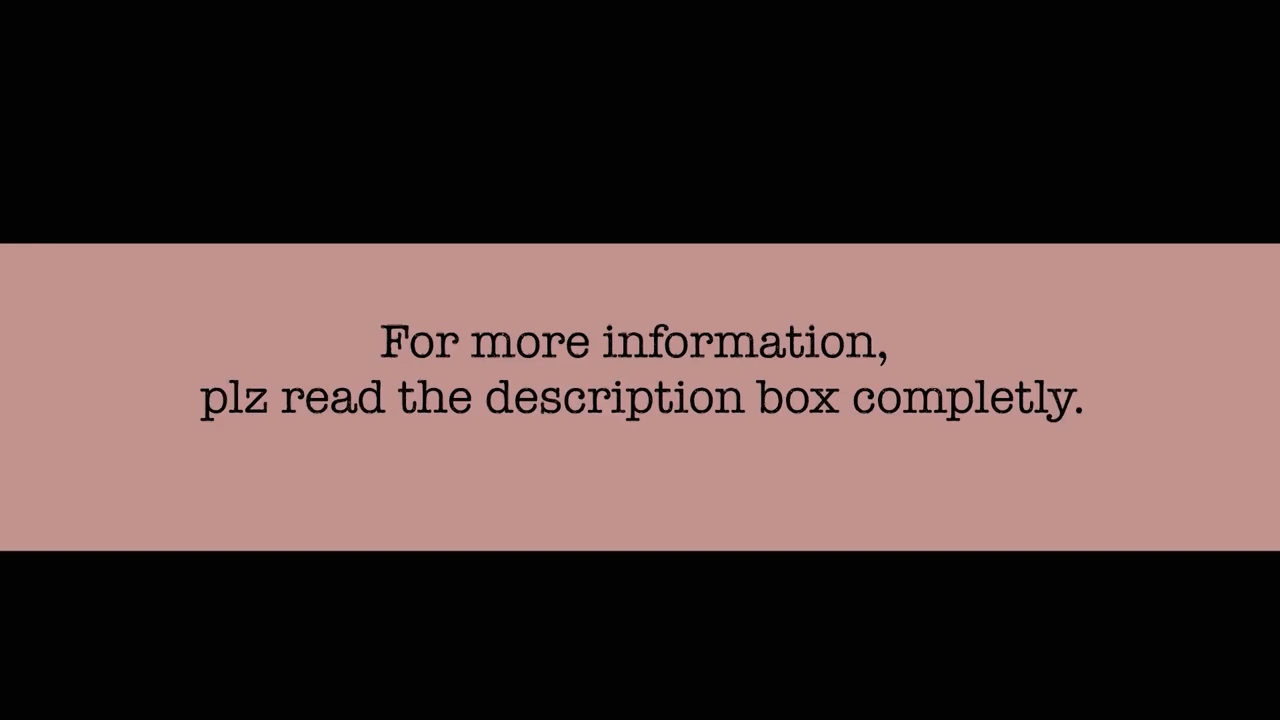 For more information,
plz read the description box completly.